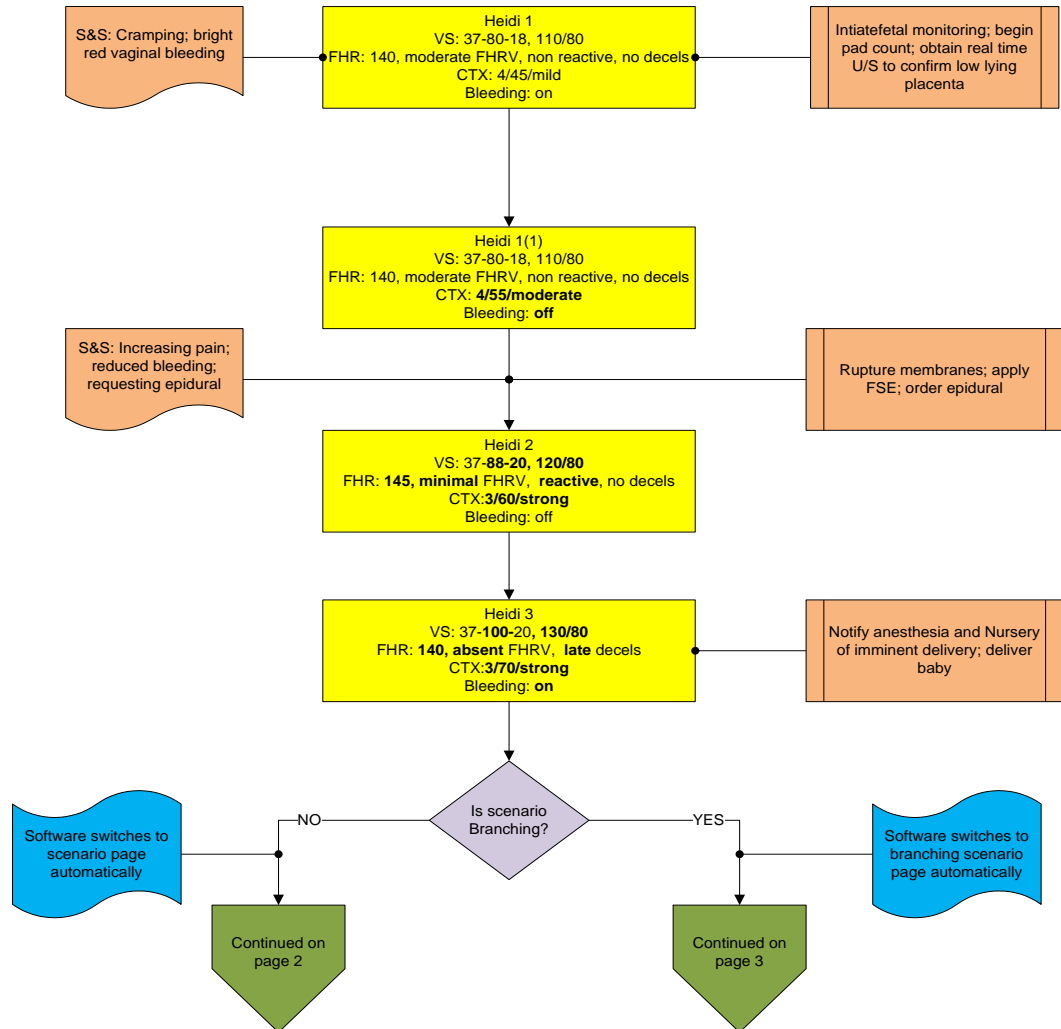 S&S: Cramping; bright
red vaginal bleeding
Heidi 1
VS: 37-80-18, 110/80
FHR: 140, moderate FHRV, non reactive, no decels
CTX: 4/45/mild
Bleeding: on
Intiatefetal monitoring; begin
pad count; obtain real time
U/S to confirm low lying
placenta
Heidi 1(1)
VS: 37-80-18, 110/80
FHR: 140, moderate FHRV, non reactive, no decels
CTX: 4/55/moderate
Bleeding: off
S&S: Increasing pain;
reduced bleeding;
requesting epidural
Rupture membranes; apply
FSE; order epidural
Heidi 2
VS: 37-88-20, 120/80
FHR: 145, minimal FHRV, reactive, no decels
CTX:3/60/strong
Bleeding: off
Heidi 3
VS: 37-100-20, 130/80
FHR: 140, absent FHRV, late decels
CTX:3/70/strong
Bleeding: on
Notify anesthesia and Nursery
of imminent delivery; deliver
baby
Is scenario
Branching?
NO
YES
Software switches to
scenario page
automatically
Software switches to
branching scenario
page automatically
Continued on
page 2
Continued on
page 3